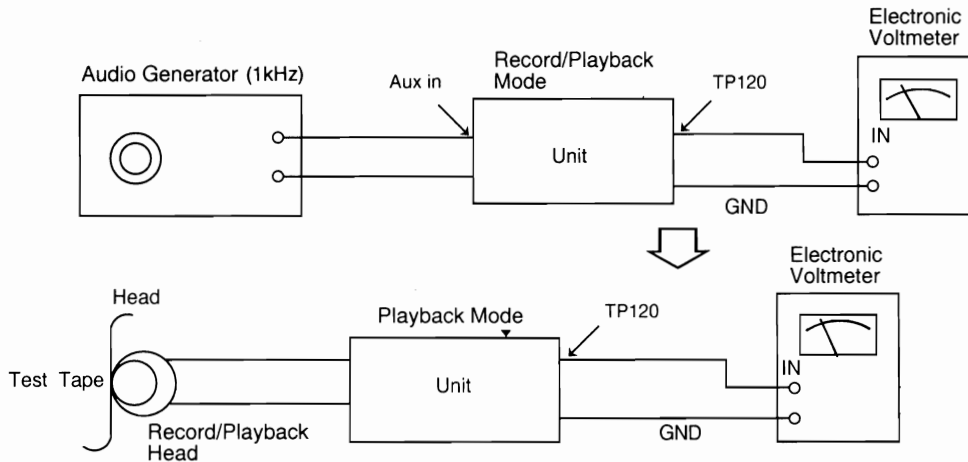 Electronic
Voltmeter
Audio Generator (1kHz)
Aux in
Record/Playback
Mode
TP120
IN
Unit
GND
Electronic
Voltmeter
Head
Playback Mode
TP120
Test Tape
Unit
IN
GND
Record/Playback
Head